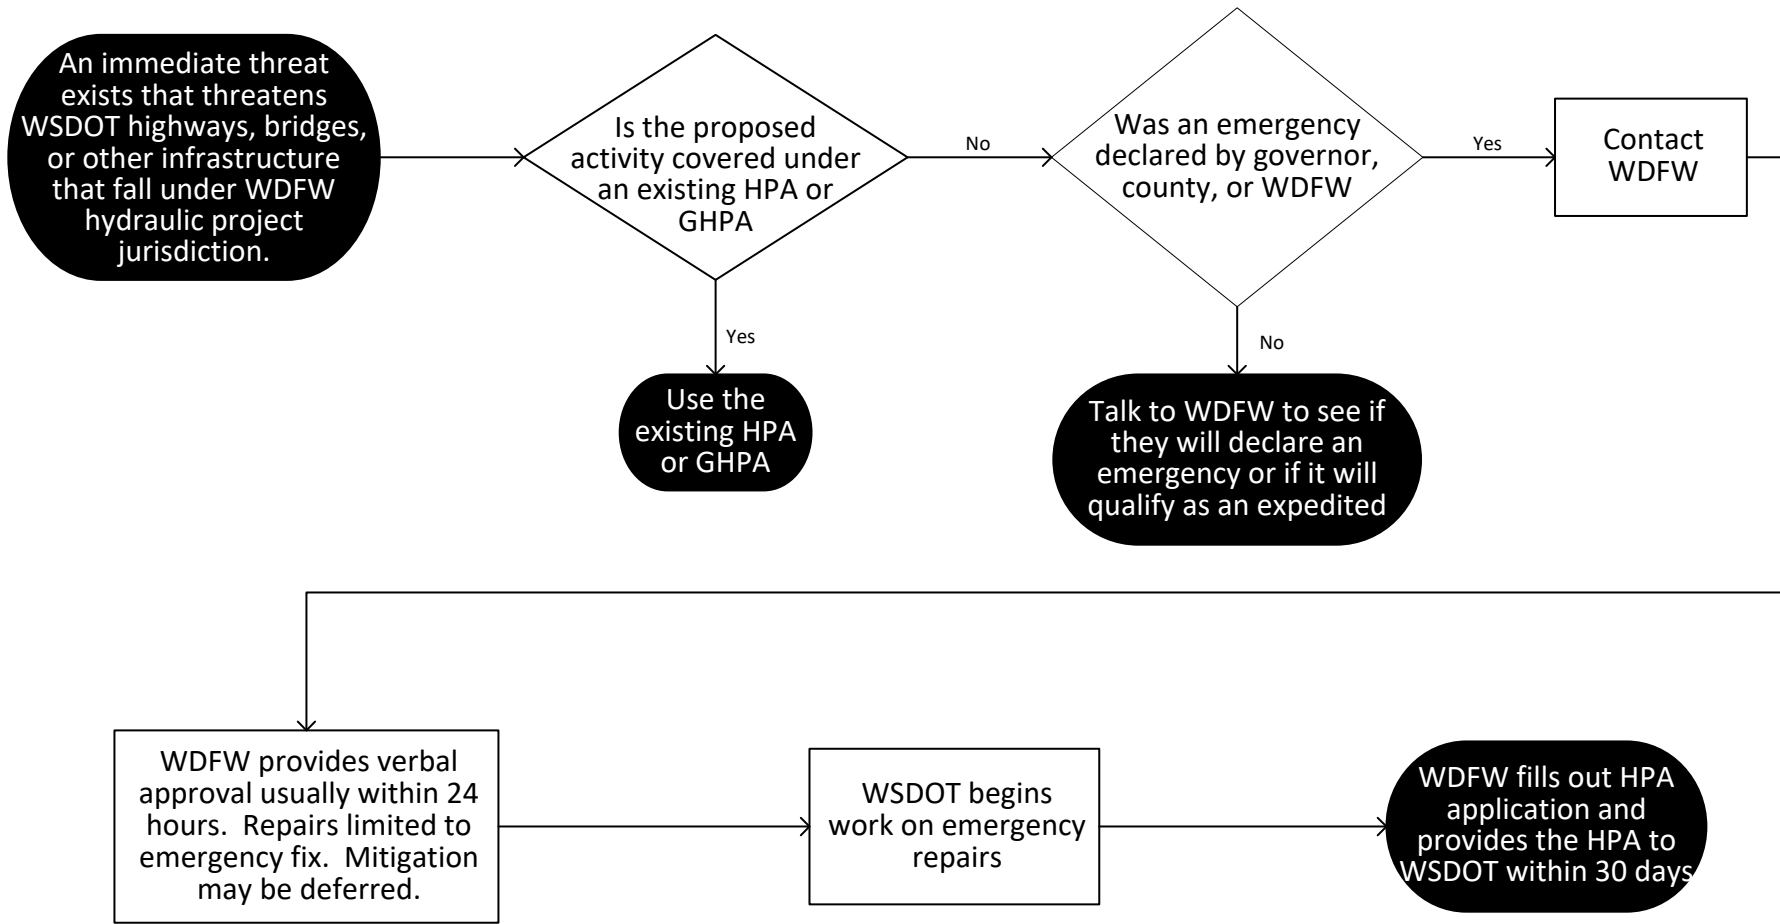 An immediate threat
exists that threatens
WSDOT highways, bridges,
or other infrastructure
that fall under WDFW
hydraulic project
jurisdiction.
Is the proposed
activity covered under
an existing HPA or
GHPA
No
Was an emergency
declared by governor,
county, or WDFW
Yes
Contact
WDFW
Yes
Use the
existing HPA
or GHPA
No
Talk to WDFW to see if
they will declare an
emergency or if it will
qualify as an expedited
WDFW provides verbal
approval usually within 24
hours.  Repairs limited to
emergency fix.  Mitigation
may be deferred.
WSDOT begins
work on emergency
repairs
WDFW fills out HPA
application and
provides the HPA to
WSDOT within 30 days